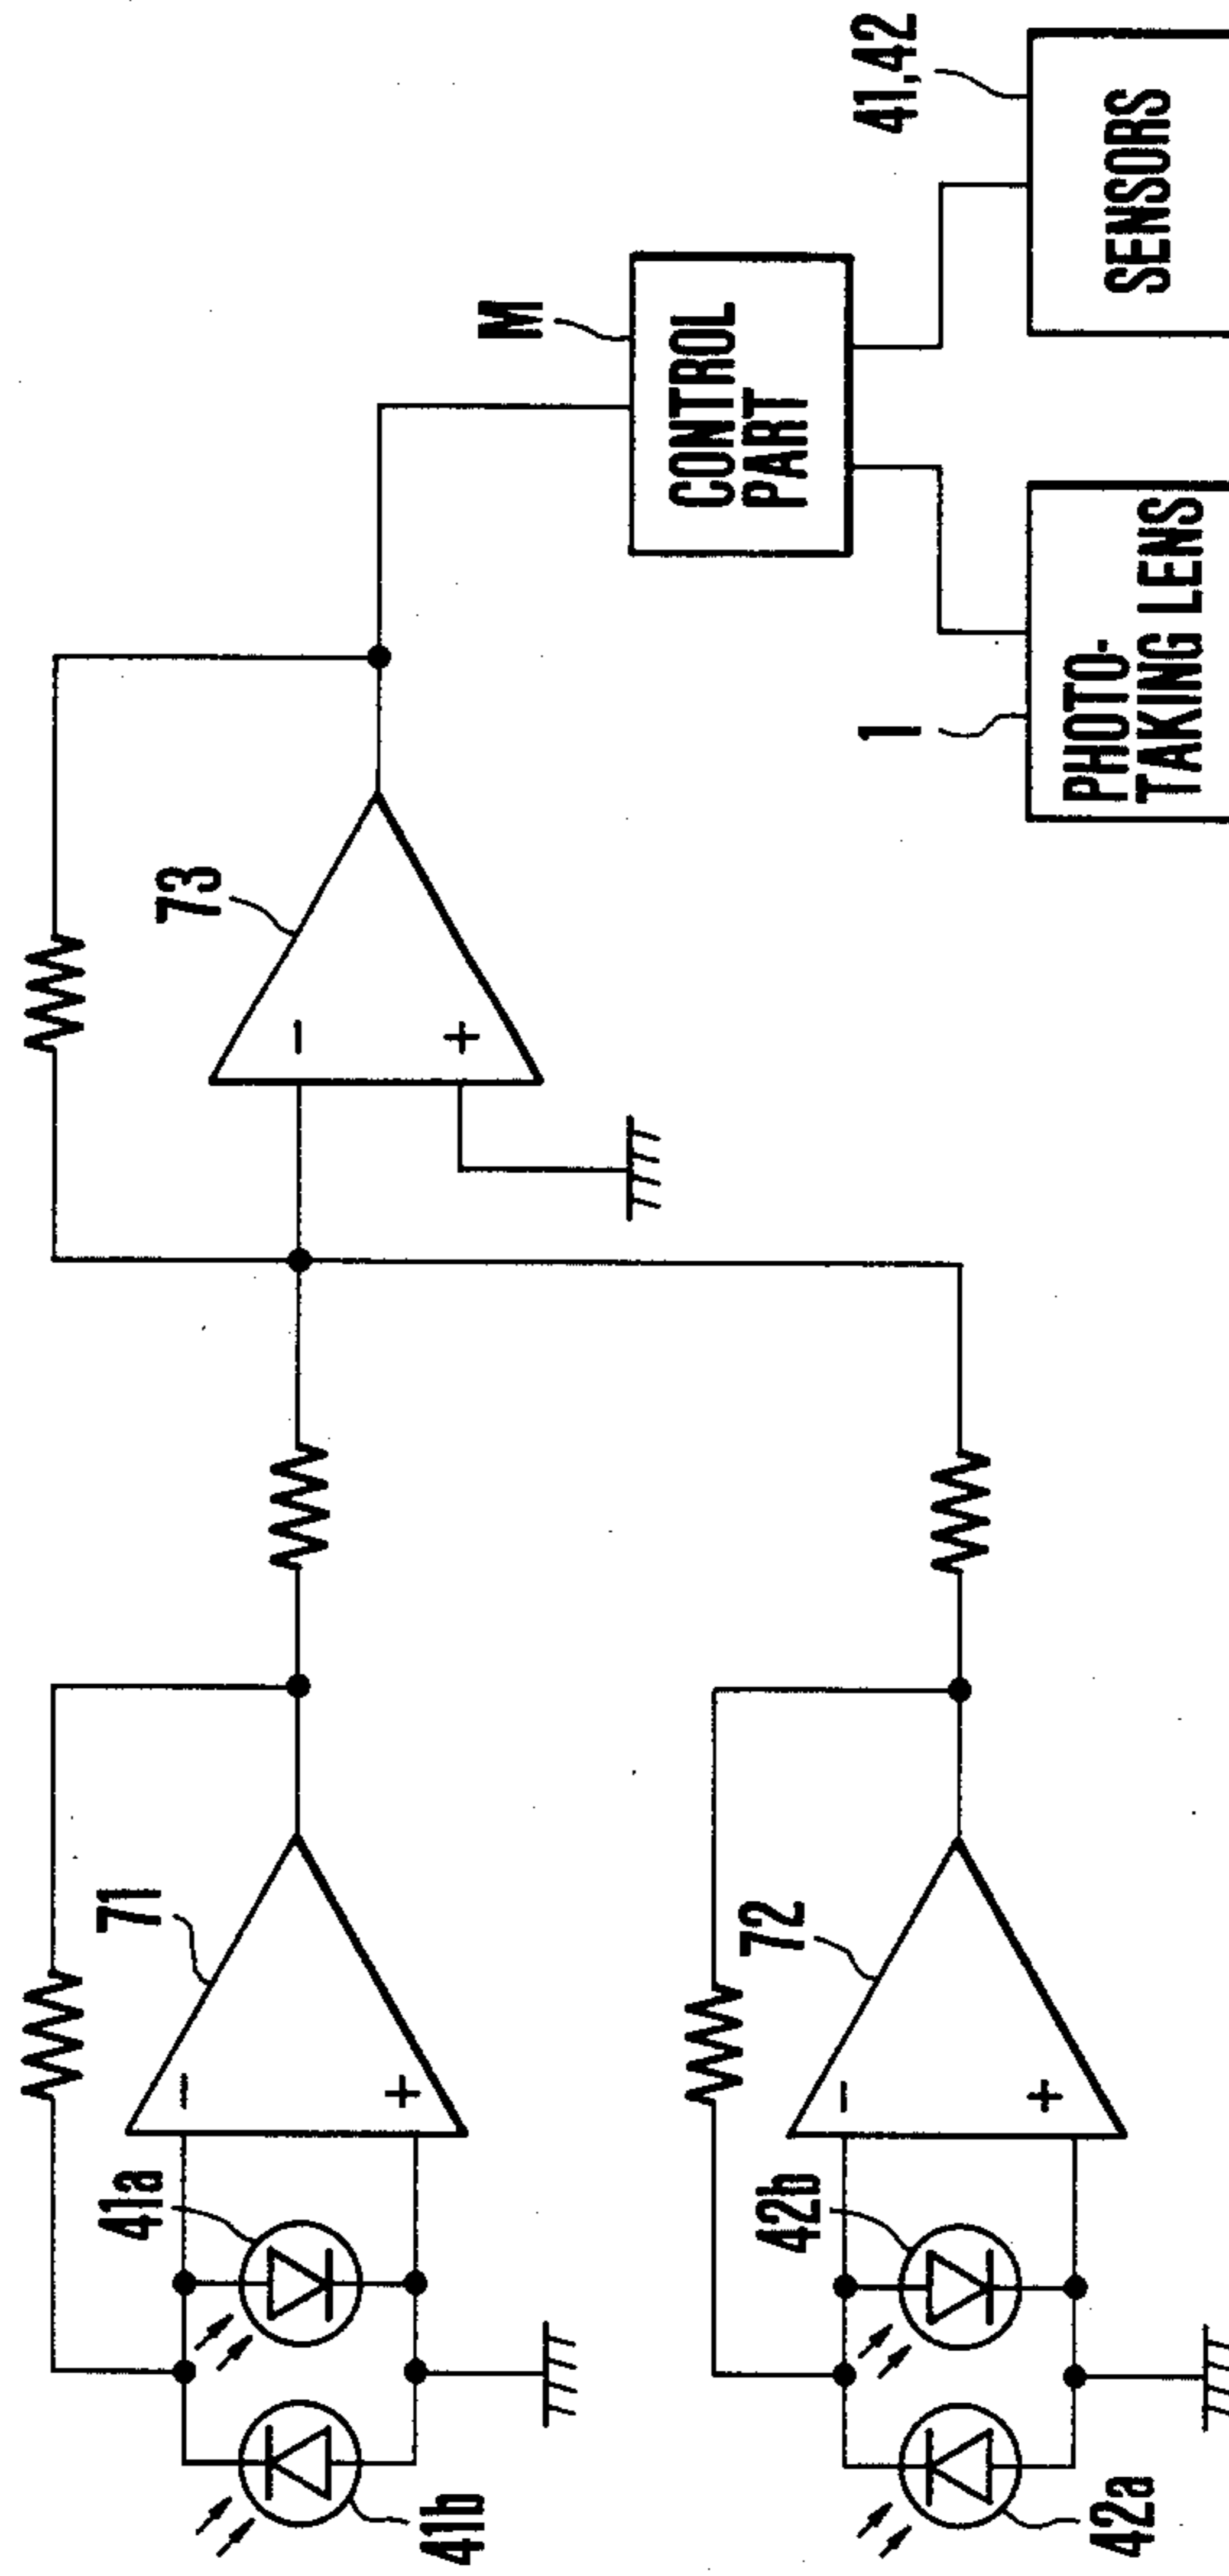 73
M
CONTROL
PART
41,42
SENSORS
1
PHOTO-
TAKING LENS
−
+
71
41a
41b
−
+
72
42b
42a
−
+